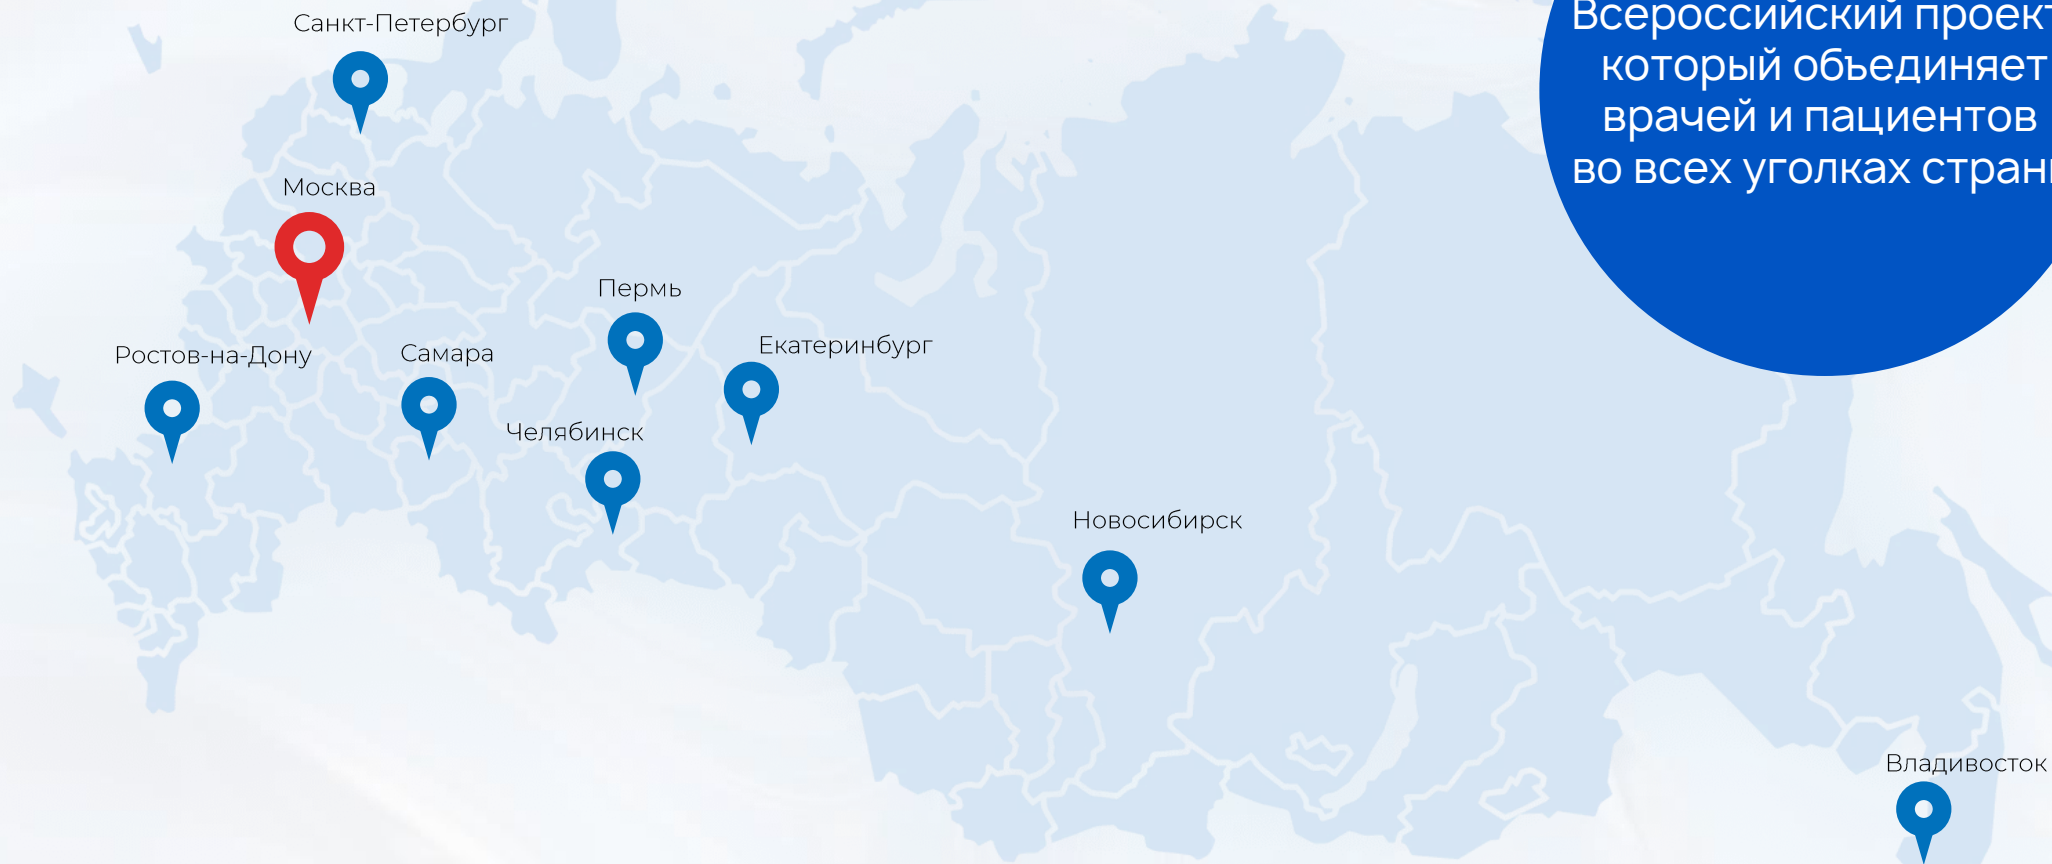 Санкт-Петербург
Всероссийский проект
который объединяет
врачей и пациентов
во всех уголках
Москва
Пермь
Екатеринбург
Ростов-на-Дону
Самара
Челябинск
Новосибирск
Владивосток